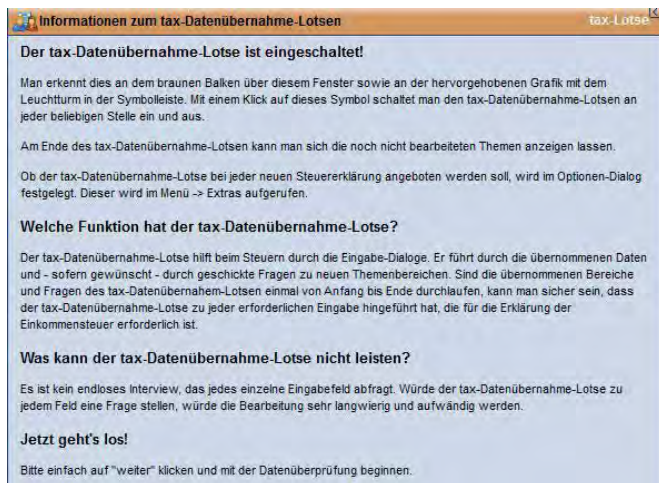 Informationen zum tax-Datenübernahme-Lotsen tax-Lotse
Der tax-Datenübernahme-Lotse ist eingeschaltet!
Man erkennt dies an dem braunen Balken über diesem Fenster sowie an der hervorgehobenen Grafik mit dem
Leuchtturm in der Symbolleiste. Mit einem Klick auf dieses Symbol schaltet man den tax-Datenübernahme-Lotsen an
jeder beliebigen Stelle ein und aus.
Am Ende des tax-Datenübernahme-Lotsen kann man sich die noch nicht bearbeiteten Themen anzeigen lassen.
Ob der tax-Datenübernahme-Lotse bei jeder neuen Steuererklärung angeboten werden soll, wird im Optionen-Dialog
festgelegt. Dieser wird im Menü -> Extras aufgerufen.
Welche Funktion hat der tax-Datenübernahme-Lotse?
Der tax-Datenübernahme-Lotse hilft beim Steuern durch die Eingabe-Dialoge. Er führt durch die übernommenen Daten
und - sofern gewünscht - durch geschickte Fragen zu neuen Themenbereichen. Sind die übernommenen Bereiche
und Fragen des tax-Datenübernahem-Lotsen einmal von Anfang bis Ende durchlaufen, kann man sicher sein, dass
der tax-Datenübernahme-Lotse zu jeder erforderlichen Eingabe hingeführt hat, die für die Erklärung der
Einkommensteuer erforderlich ist.
Was kann der tax-Datenübernahme-Lotse nicht leisten?
Es ist kein endloses Interview, das jedes einzelne Eingabefeld abfragt. Würde der tax-Datenübernahme-Lotse zu
jedem Feld eine Frage stellen, würde die Bearbeitung sehr langwierig und aufwändig werden.
Jetzt geht's los!
Bitte einfach auf "weiter" klicken und mit der Datenüberprüfung beginnen.